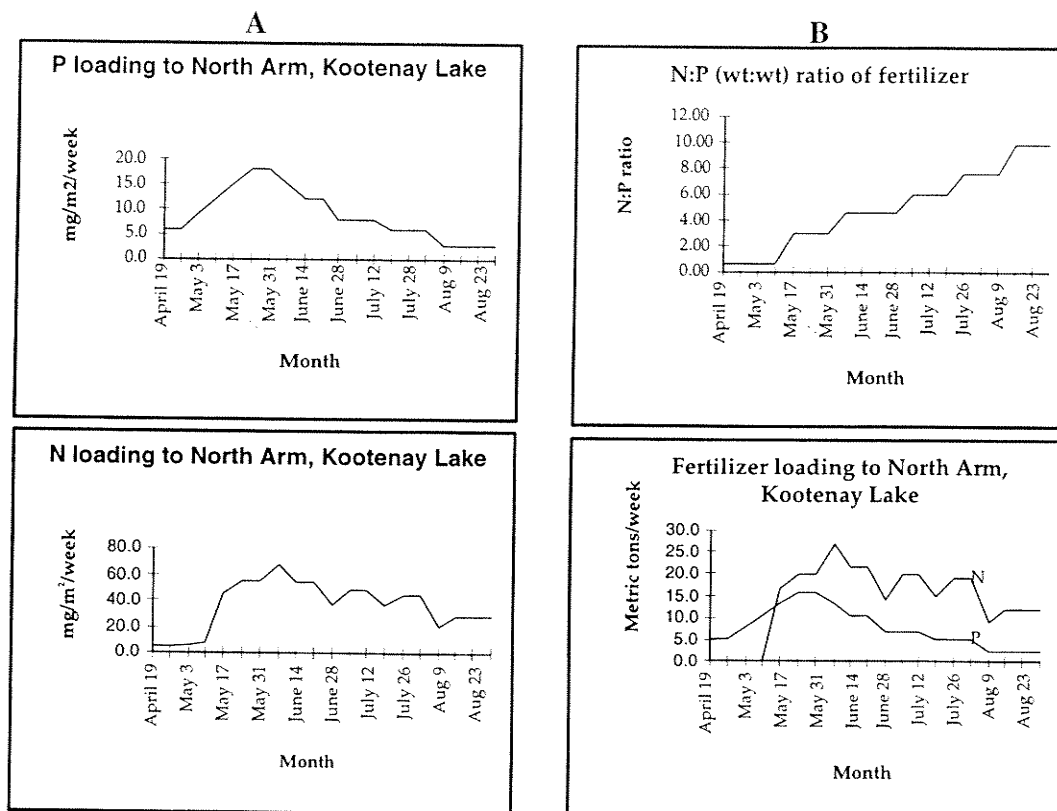 A
P loading to North Arm, Kootenay Lake
mg/m2/week
20.0
15.0
10.0
5.0
0.0
April 19
May 3
May 17
May 31
June 14
June 28
July 12
July 28
Aug 9
Aug 23
Month
N loading to North Arm, Kootenay Lake
mg/m²/week
80.0
60.0
40.0
20.0
0.0
April 19
May 3
May 17
May 31
June 14
June 28
July 12
July 26
Aug 9
Aug 23
Month
B
N:P (wt:wt) ratio of fertilizer
N:P ratio
12.00
10.00
8.00
6.00
4.00
2.00
0.00
April 19
May 3
May 17
May 31
June 14
June 28
July 12
July 26
Aug 9
Aug 23
Month
Fertilizer loading to North Arm,
Kootenay Lake
Metric tons/week
30.0
25.0
20.0
15.0
10.0
5.0
0.0
N
P
April 19
May 3
May 17
May 31
June 14
June 28
July 12
July 26
Aug 9
Aug 23
Month